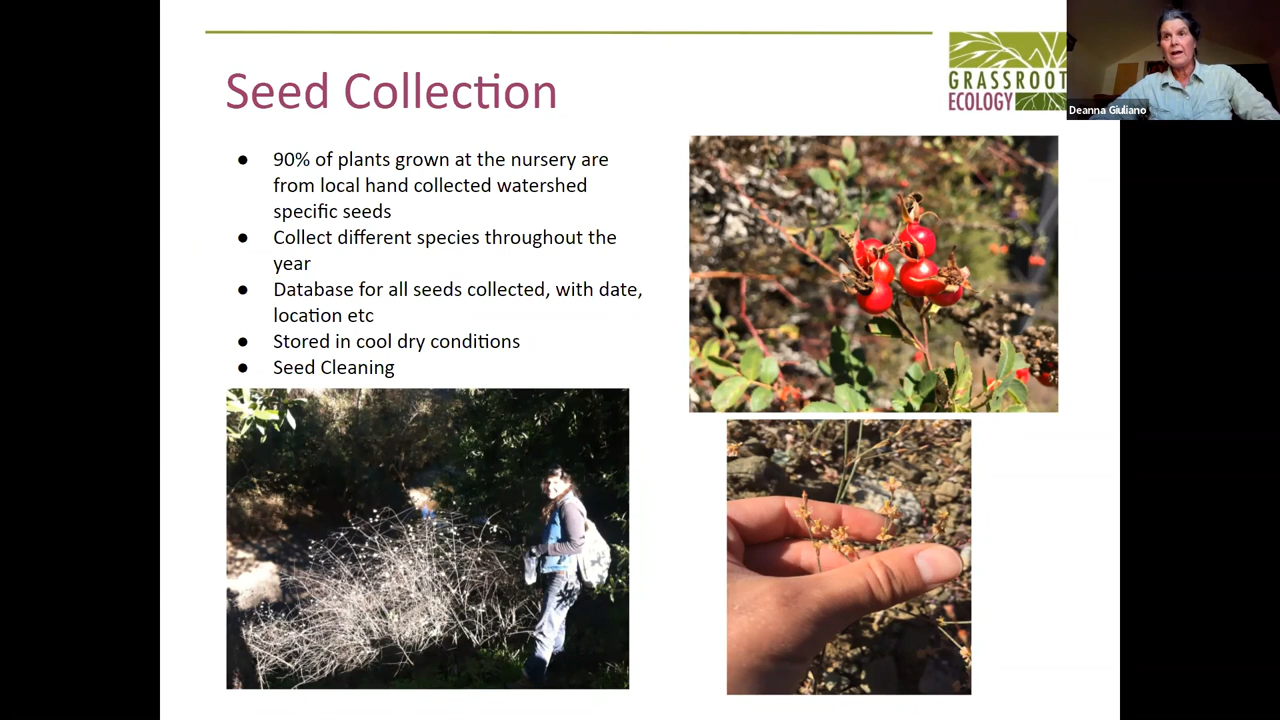 Seed Collection
GRASSROOT
ECOLOGY
Deanna Giuliano
● 90% of plants grown at the nursery are
from local hand collected watershed
specific seeds
● Collect different species throughout the
year
● Database for all seeds collected, with date,
location etc
● Stored in cool dry conditions
● Seed Cleaning